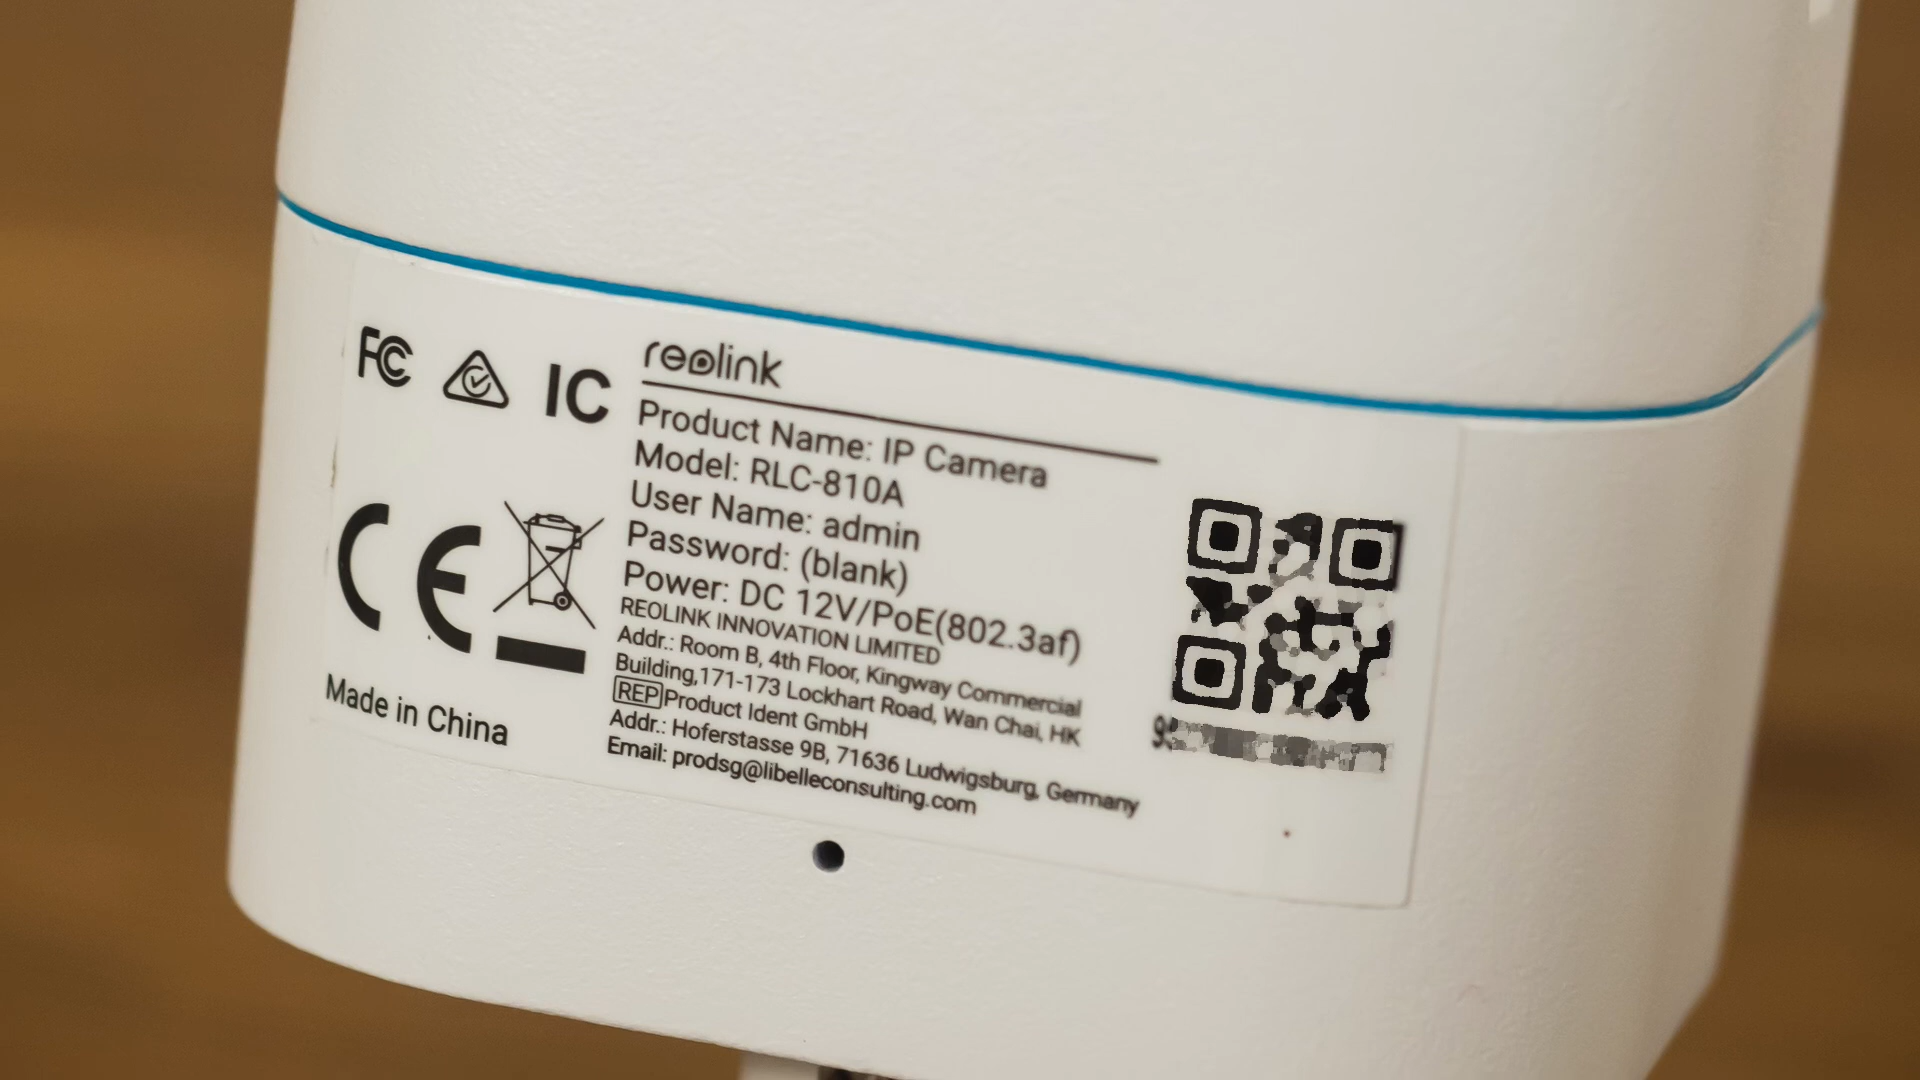 FC
IC
CE
Made in China
reolink
Product Name: IP Camera
Model: RLC-810A
User Name: admin
Password: (blank)
Power: DC 12V/PoE(802.3af)
REOLINK INNOVATION LIMITED
Addr.: Room B, 4th Floor, Kingway Commercial
Building,171-173 Lockhart Road, Wan Chai, HK
REP Product Ident GmbH
Addr.: Hoferstasse 9B, 71636 Ludwigsburg, Germany
Email: prodsg@libelleconsulting.com